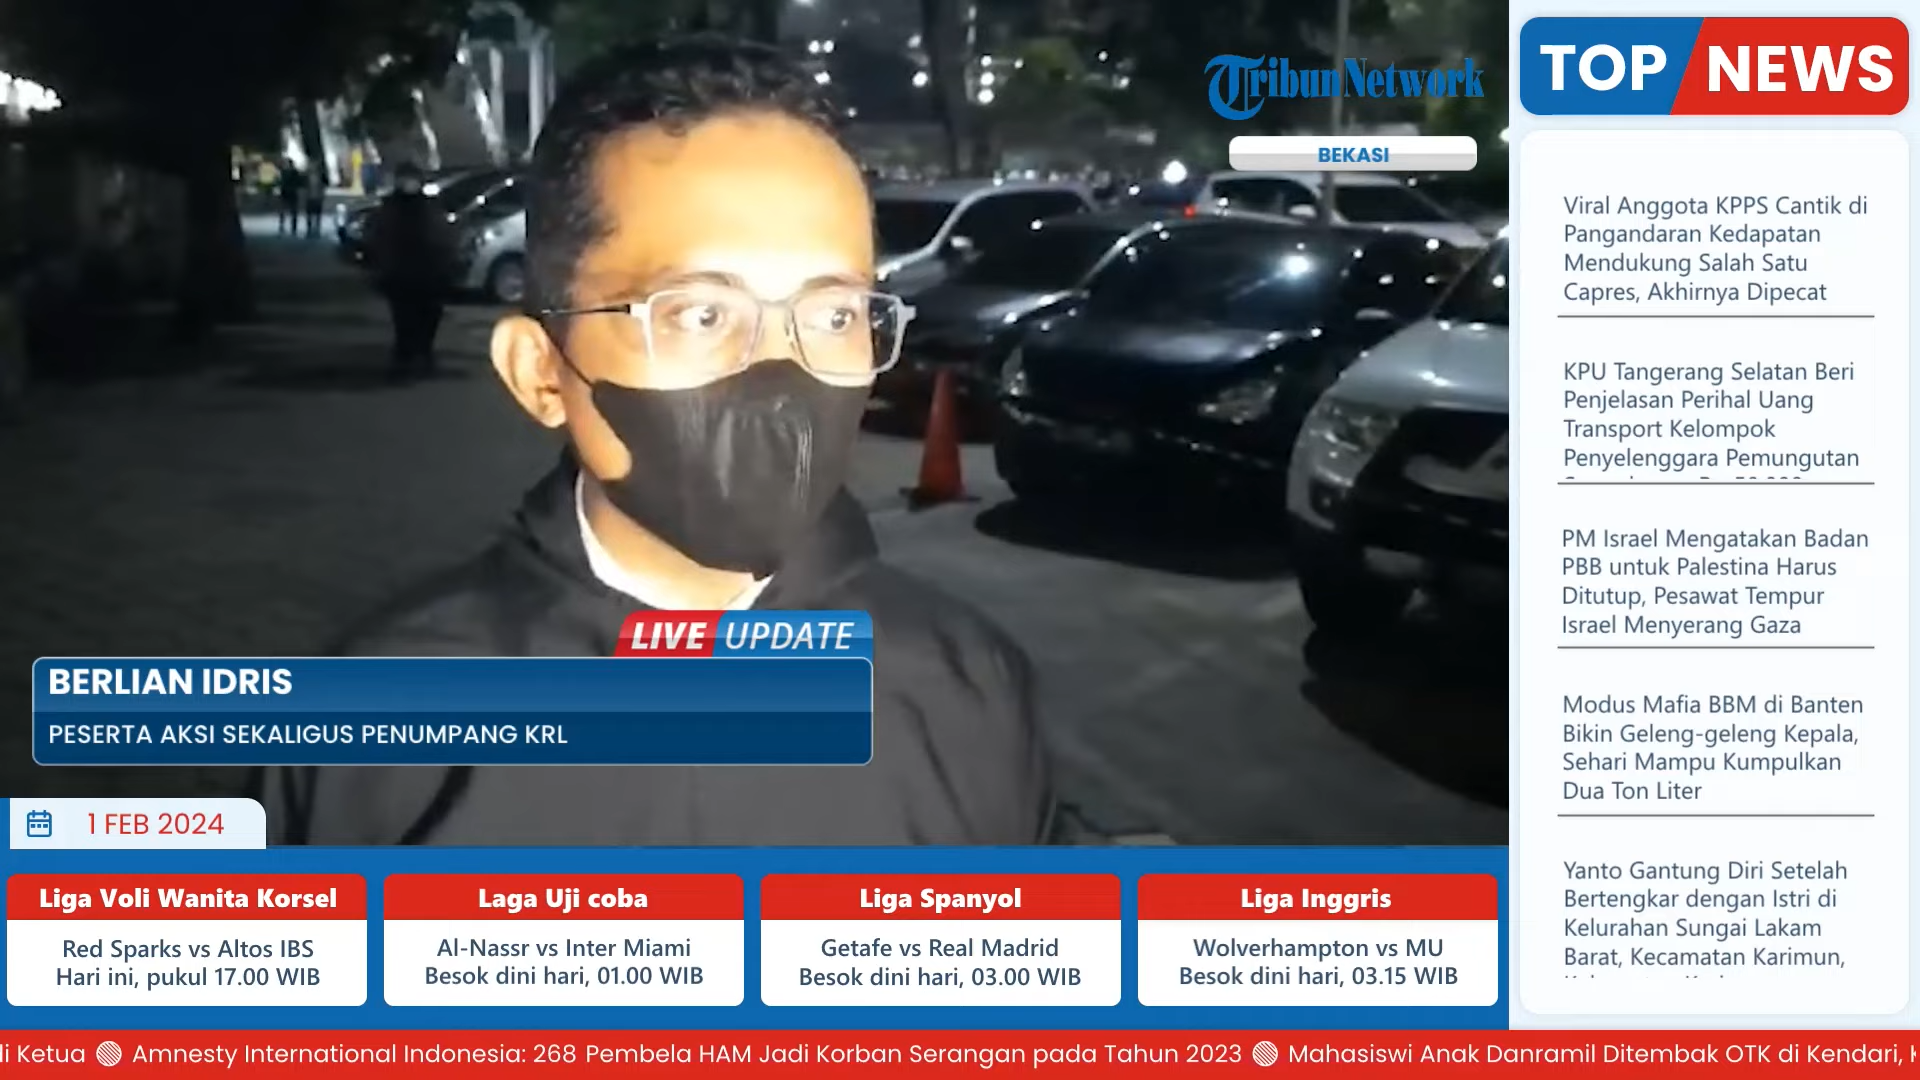 TribunNetwork
BEKASI
LIVE UPDATE
BERLIAN IDRIS
PESERTA AKSI SEKALIGUS PENUMPANG KRL
1 FEB 2024
Liga Voli Wanita Korsel
Red Sparks vs Altos IBS
Hari ini, pukul 17.00 WIB
Laga Uji coba
Al-Nassr vs Inter Miami
Besok dini hari, 01.00 WIB
Liga Spanyol
Getafe vs Real Madrid
Besok dini hari, 03.00 WIB
Liga Inggris
Wolverhampton vs MU
Besok dini hari, 03.15 WIB
TOP NEWS
Viral Anggota KPPS Cantik di
Pangandaran Kedapatan
Mendukung Salah Satu
Capres, Akhirnya Dipecat
KPU Tangerang Selatan Beri
Penjelasan Perihal Uang
Transport Kelompok
Penyelenggara Pemungutan
PM Israel Mengatakan Badan
PBB untuk Palestina Harus
Ditutup, Pesawat Tempur
Israel Menyerang Gaza
Modus Mafia BBM di Banten
Bikin Geleng-geleng Kepala,
Sehari Mampu Kumpulkan
Dua Ton Liter
Yanto Gantung Diri Setelah
Bertengkar dengan Istri di
Kelurahan Sungai Lakam
Barat, Kecamatan Karimun,
Ketua Amnesty International Indonesia: 268 Pembela HAM Jadi Korban Serangan pada Tahun 2023 Mahasiswi Anak Danramil Ditembak OTK di Kendari,